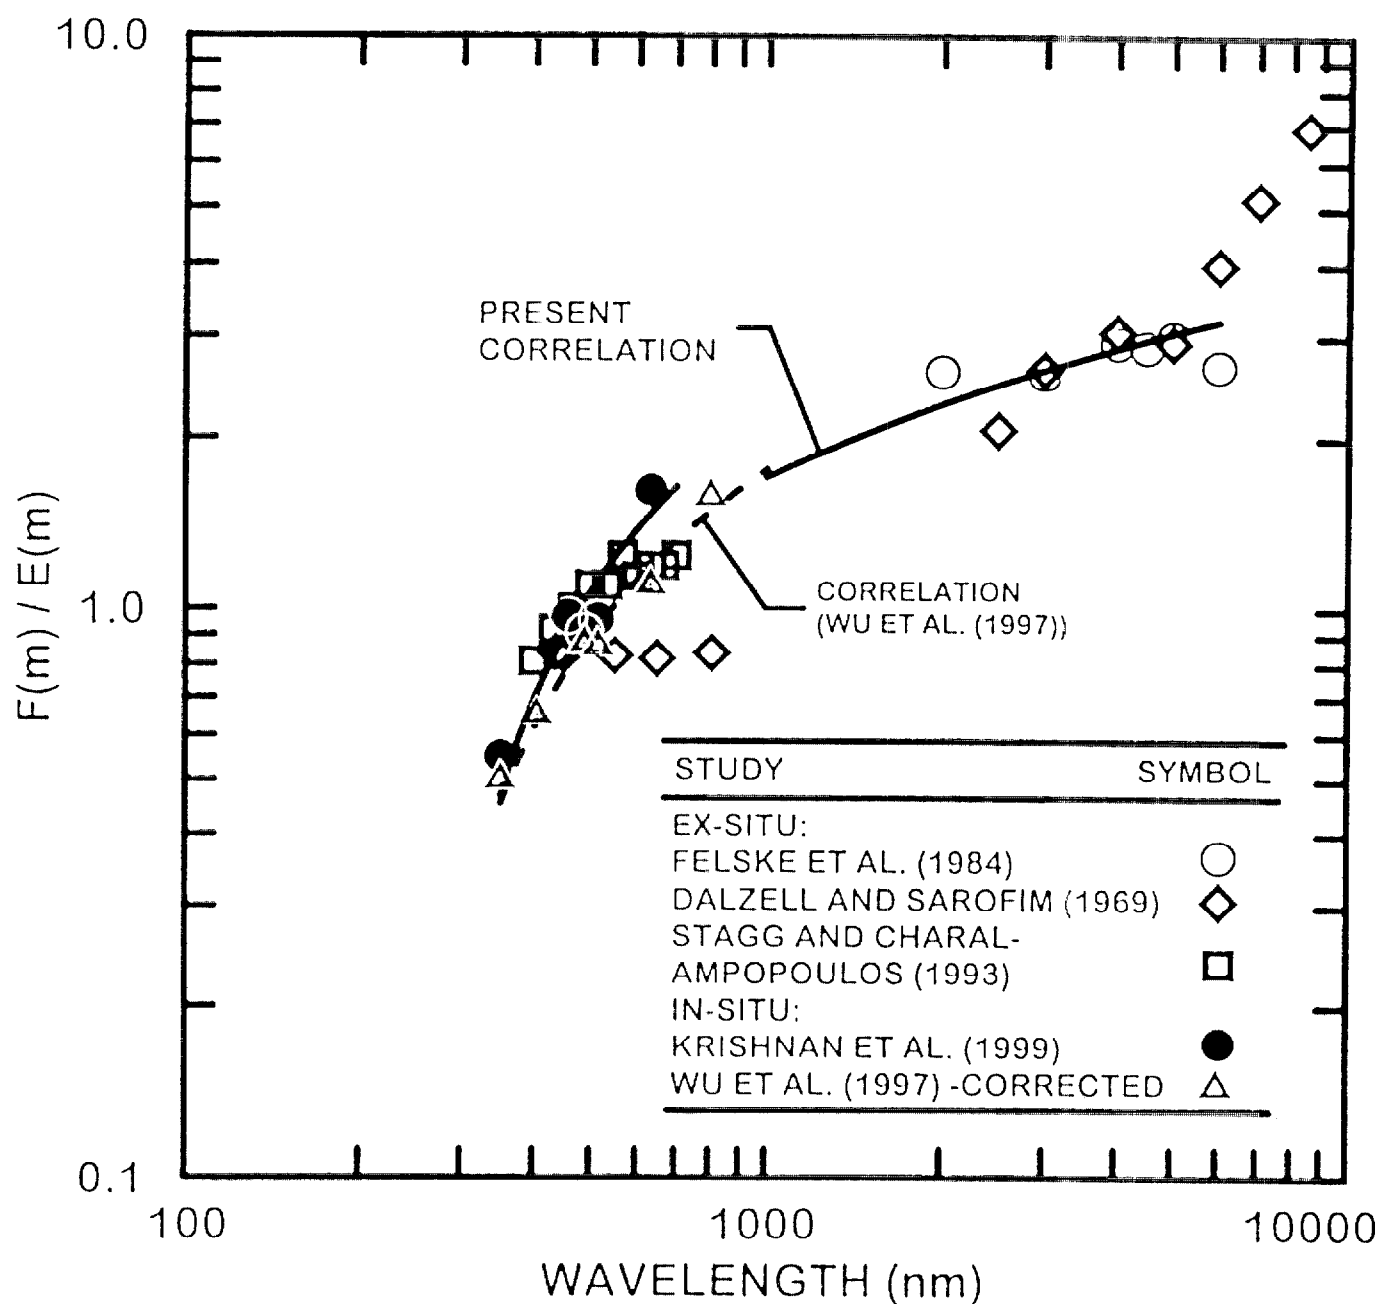 10.0
PRESENT
CORRELATION
F(m) / E(m)
1.0
CORRELATION
(WU ET AL. (1997))
STUDY SYMBOL
EX-SITU:
FELSKE ET AL. (1984)
DALZELL AND SAROFIM (1969)
STAGG AND CHARAL-
AMPOPOULOS (1993)
IN-SITU:
KRISHNAN ET AL. (1999)
WU ET AL. (1997) -CORRECTED
0.1
100 1000 10000
WAVELENGTH (nm)